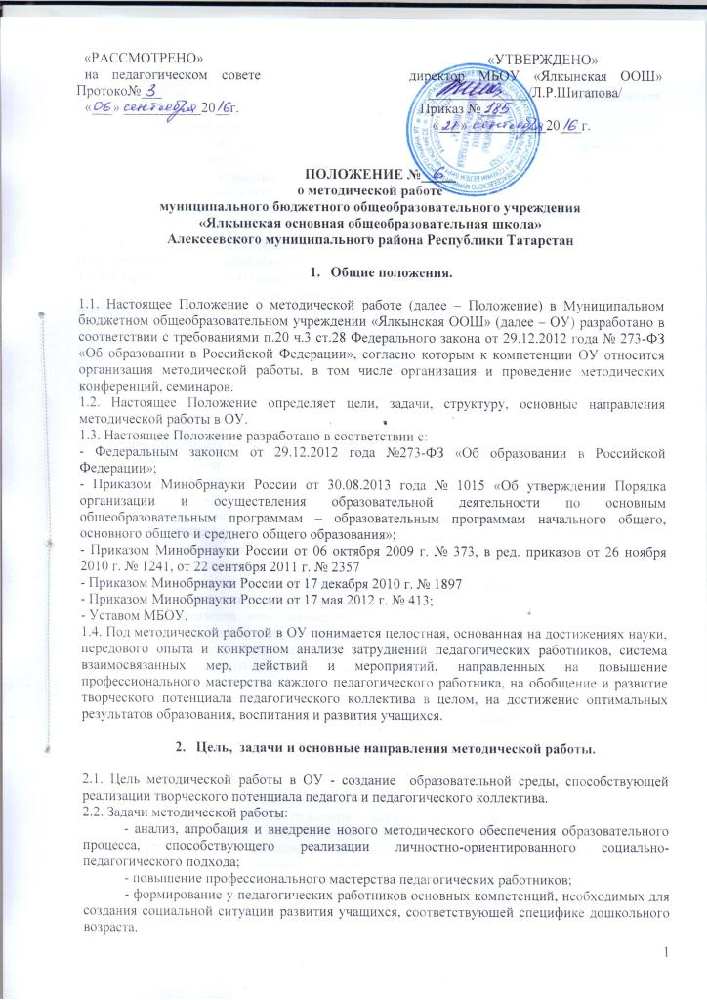 «РАССМОТРЕНО» «УТВЕРЖДЕНО»
на педагогическом совете директор МБОУ «Ялкынская ООШ»
Протоко№ 3 /Л.Р.Шигапова/
«06» сентября 2016г. Приказ № 185
«21» сентября 2016 г.
ПОЛОЖЕНИЕ № 6
о методической работе
муниципального бюджетного общеобразовательного учреждения
«Ялкынская основная общеобразовательная школа»
Алексеевского муниципального района Республики Татарстан
1. Общие положения.
1.1. Настоящее Положение о методической работе (далее – Положение) в Муниципальном
бюджетном общеобразовательном учреждении «Ялкынская ООШ» (далее – ОУ) разработано в
соответствии с требованиями п.20 ч.3 ст.28 Федерального закона от 29.12.2012 года № 273-ФЗ
«Об образовании в Российской Федерации», согласно которым к компетенции ОУ относится
организация методической работы, в том числе организация и проведение методических
конференций, семинаров.
1.2. Настоящее Положение определяет цели, задачи, структуру, основные направления
методической работы в ОУ.
1.3. Настоящее Положение разработано в соответствии с:
- Федеральным законом от 29.12.2012 года №273-ФЗ «Об образовании в Российской
Федерации»;
- Приказом Минобрнауки России от 30.08.2013 года № 1015 «Об утверждении Порядка
организации и осуществления образовательной деятельности по основным
общеобразовательным программам – образовательным программам начального общего,
основного общего и среднего общего образования»;
- Приказом Минобрнауки России от 06 октября 2009 г. № 373, в ред. приказов от 26 ноября
2010 г. № 1241, от 22 сентября 2011 г. № 2357
- Приказом Минобрнауки России от 17 декабря 2010 г. № 1897
- Приказом Минобрнауки России от 17 мая 2012 г. № 413;
- Уставом МБОУ.
1.4. Под методической работой в ОУ понимается целостная, основанная на достижениях науки,
передового опыта и конкретном анализе затруднений педагогических работников, система
взаимосвязанных мер, действий и мероприятий, направленных на повышение
профессионального мастерства каждого педагогического работника, на обобщение и развитие
творческого потенциала педагогического коллектива в целом, на достижение оптимальных
результатов образования, воспитания и развития учащихся.
2. Цель, задачи и основные направления методической работы.
2.1. Цель методической работы в ОУ - создание образовательной среды, способствующей
реализации творческого потенциала педагога и педагогического коллектива.
2.2. Задачи методической работы:
- анализ, апробация и внедрение нового методического обеспечения образовательного
процесса, способствующего реализации личностно-ориентированного социально-
педагогического подхода;
- повышение профессионального мастерства педагогических работников;
- формирование у педагогических работников основных компетенций, необходимых для
создания социальной ситуации развития учащихся, соответствующей специфике дошкольного
возраста.
1